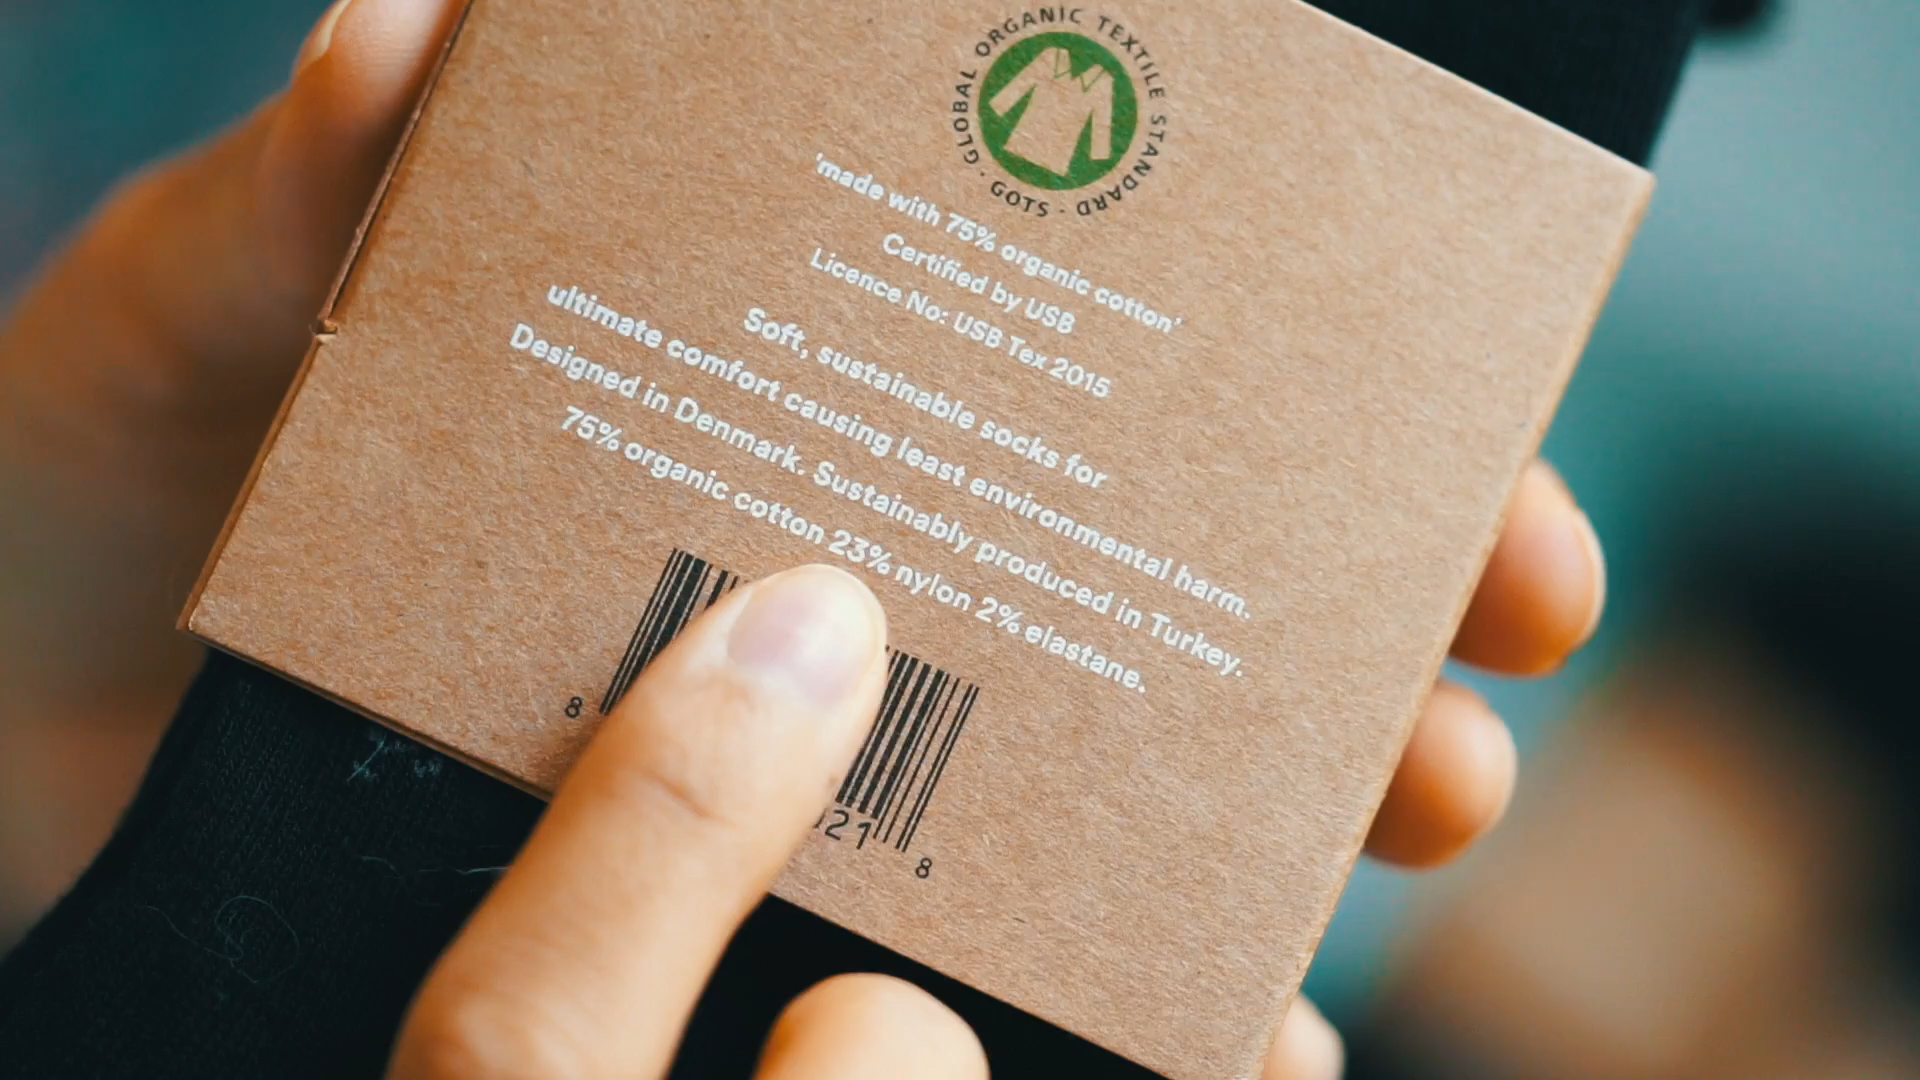 GLOBAL ORGANIC TEXTILE STANDARD · GOTS ·
'made with 75% organic cotton'
Certified by USB
Licence No: USB Tex 2015
Soft, sustainable socks for
ultimate comfort causing least environmental harm.
Designed in Denmark. Sustainably produced in Turkey.
75% organic cotton 23% nylon 2% elastane.
8 21 8